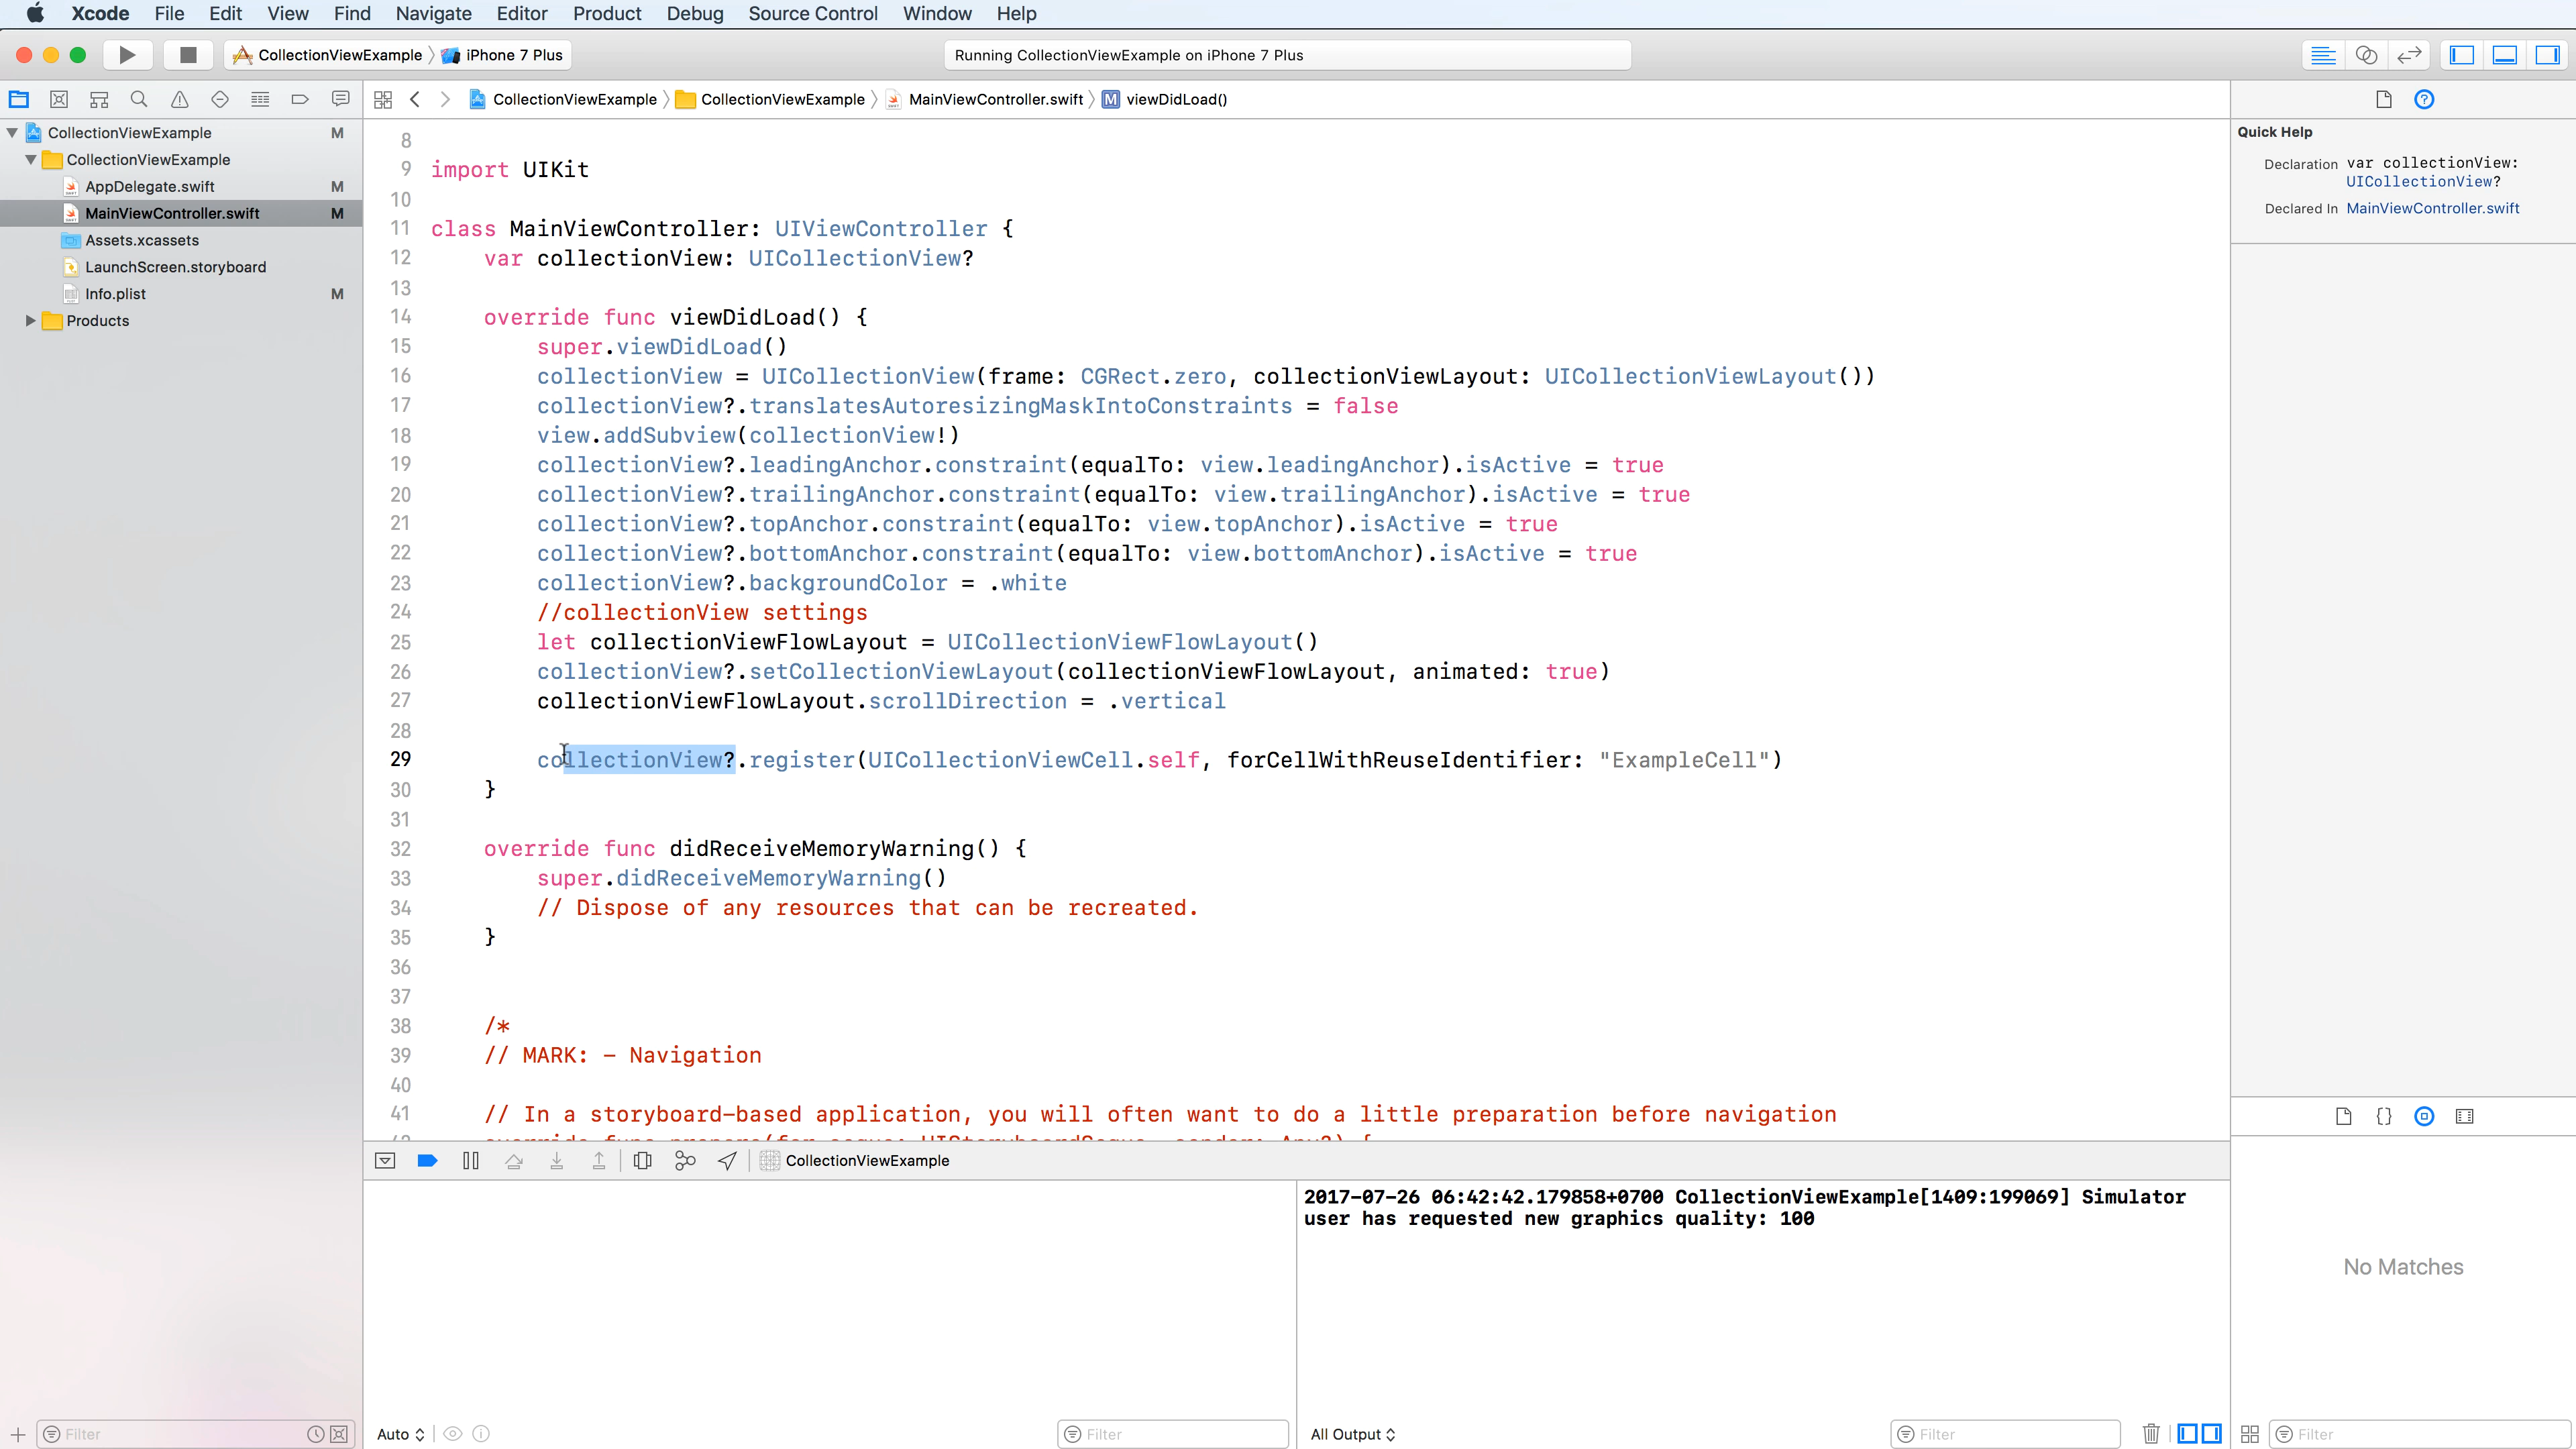 Xcode File Edit View Find Navigate Editor Product Debug Source Control Window Help
CollectionViewExample iPhone 7 Plus
Running CollectionViewExample on iPhone 7 Plus
CollectionViewExample CollectionViewExample MainViewController.swift M viewDidLoad()
CollectionViewExample M
CollectionViewExample
AppDelegate.swift M
MainViewController.swift M
Assets.xcassets
LaunchScreen.storyboard
Info.plist M
Products
8
9 import UIKit
10
11 class MainViewController: UIViewController {
12 var collectionView: UICollectionView?
13
14 override func viewDidLoad() {
15 super.viewDidLoad()
16 collectionView = UICollectionView(frame: CGRect.zero, collectionViewLayout: UICollectionViewLayout())
17 collectionView?.translatesAutoresizingMaskIntoConstraints = false
18 view.addSubview(collectionView!)
19 collectionView?.leadingAnchor.constraint(equalTo: view.leadingAnchor).isActive = true
20 collectionView?.trailingAnchor.constraint(equalTo: view.trailingAnchor).isActive = true
21 collectionView?.topAnchor.constraint(equalTo: view.topAnchor).isActive = true
22 collectionView?.bottomAnchor.constraint(equalTo: view.bottomAnchor).isActive = true
23 collectionView?.backgroundColor = .white
24 //collectionView settings
25 let collectionViewFlowLayout = UICollectionViewFlowLayout()
26 collectionView?.setCollectionViewLayout(collectionViewFlowLayout, animated: true)
27 collectionViewFlowLayout.scrollDirection = .vertical
28
29 collectionView?.register(UICollectionViewCell.self, forCellWithReuseIdentifier: "ExampleCell")
30 }
31
32 override func didReceiveMemoryWarning() {
33 super.didReceiveMemoryWarning()
34 // Dispose of any resources that can be recreated.
35 }
36
37
38 /*
39 // MARK: - Navigation
40
41 // In a storyboard-based application, you will often want to do a little preparation before navigation
Quick Help
Declaration var collectionView:
UICollectionView?
Declared In MainViewController.swift
No Matches
CollectionViewExample
2017-07-26 06:42:42.179858+0700 CollectionViewExample[1409:199069] Simulator
user has requested new graphics quality: 100
Filter
Auto
Filter
All Output
Filter
Filter